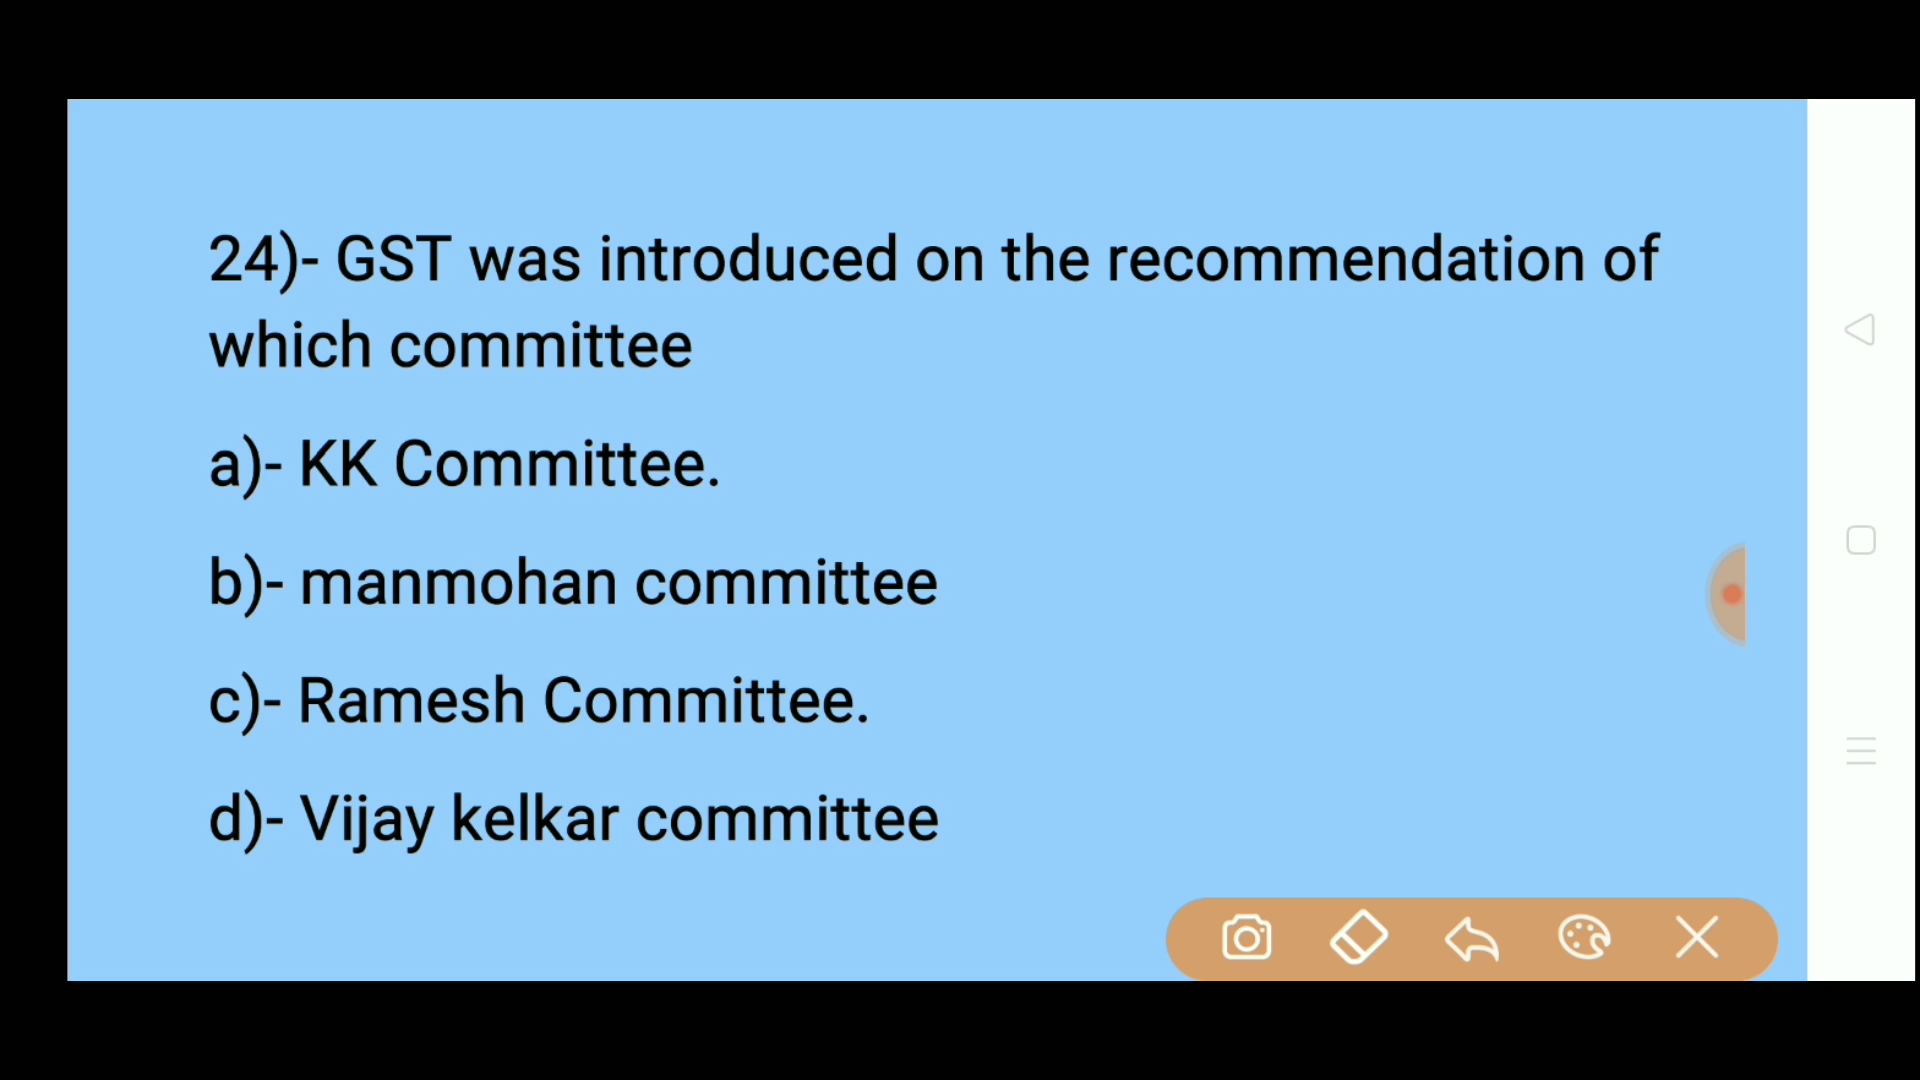 24)- GST was introduced on the recommendation of
which committee
a)- KK Committee.
b)- manmohan committee
c)- Ramesh Committee.
d)- Vijay kelkar committee